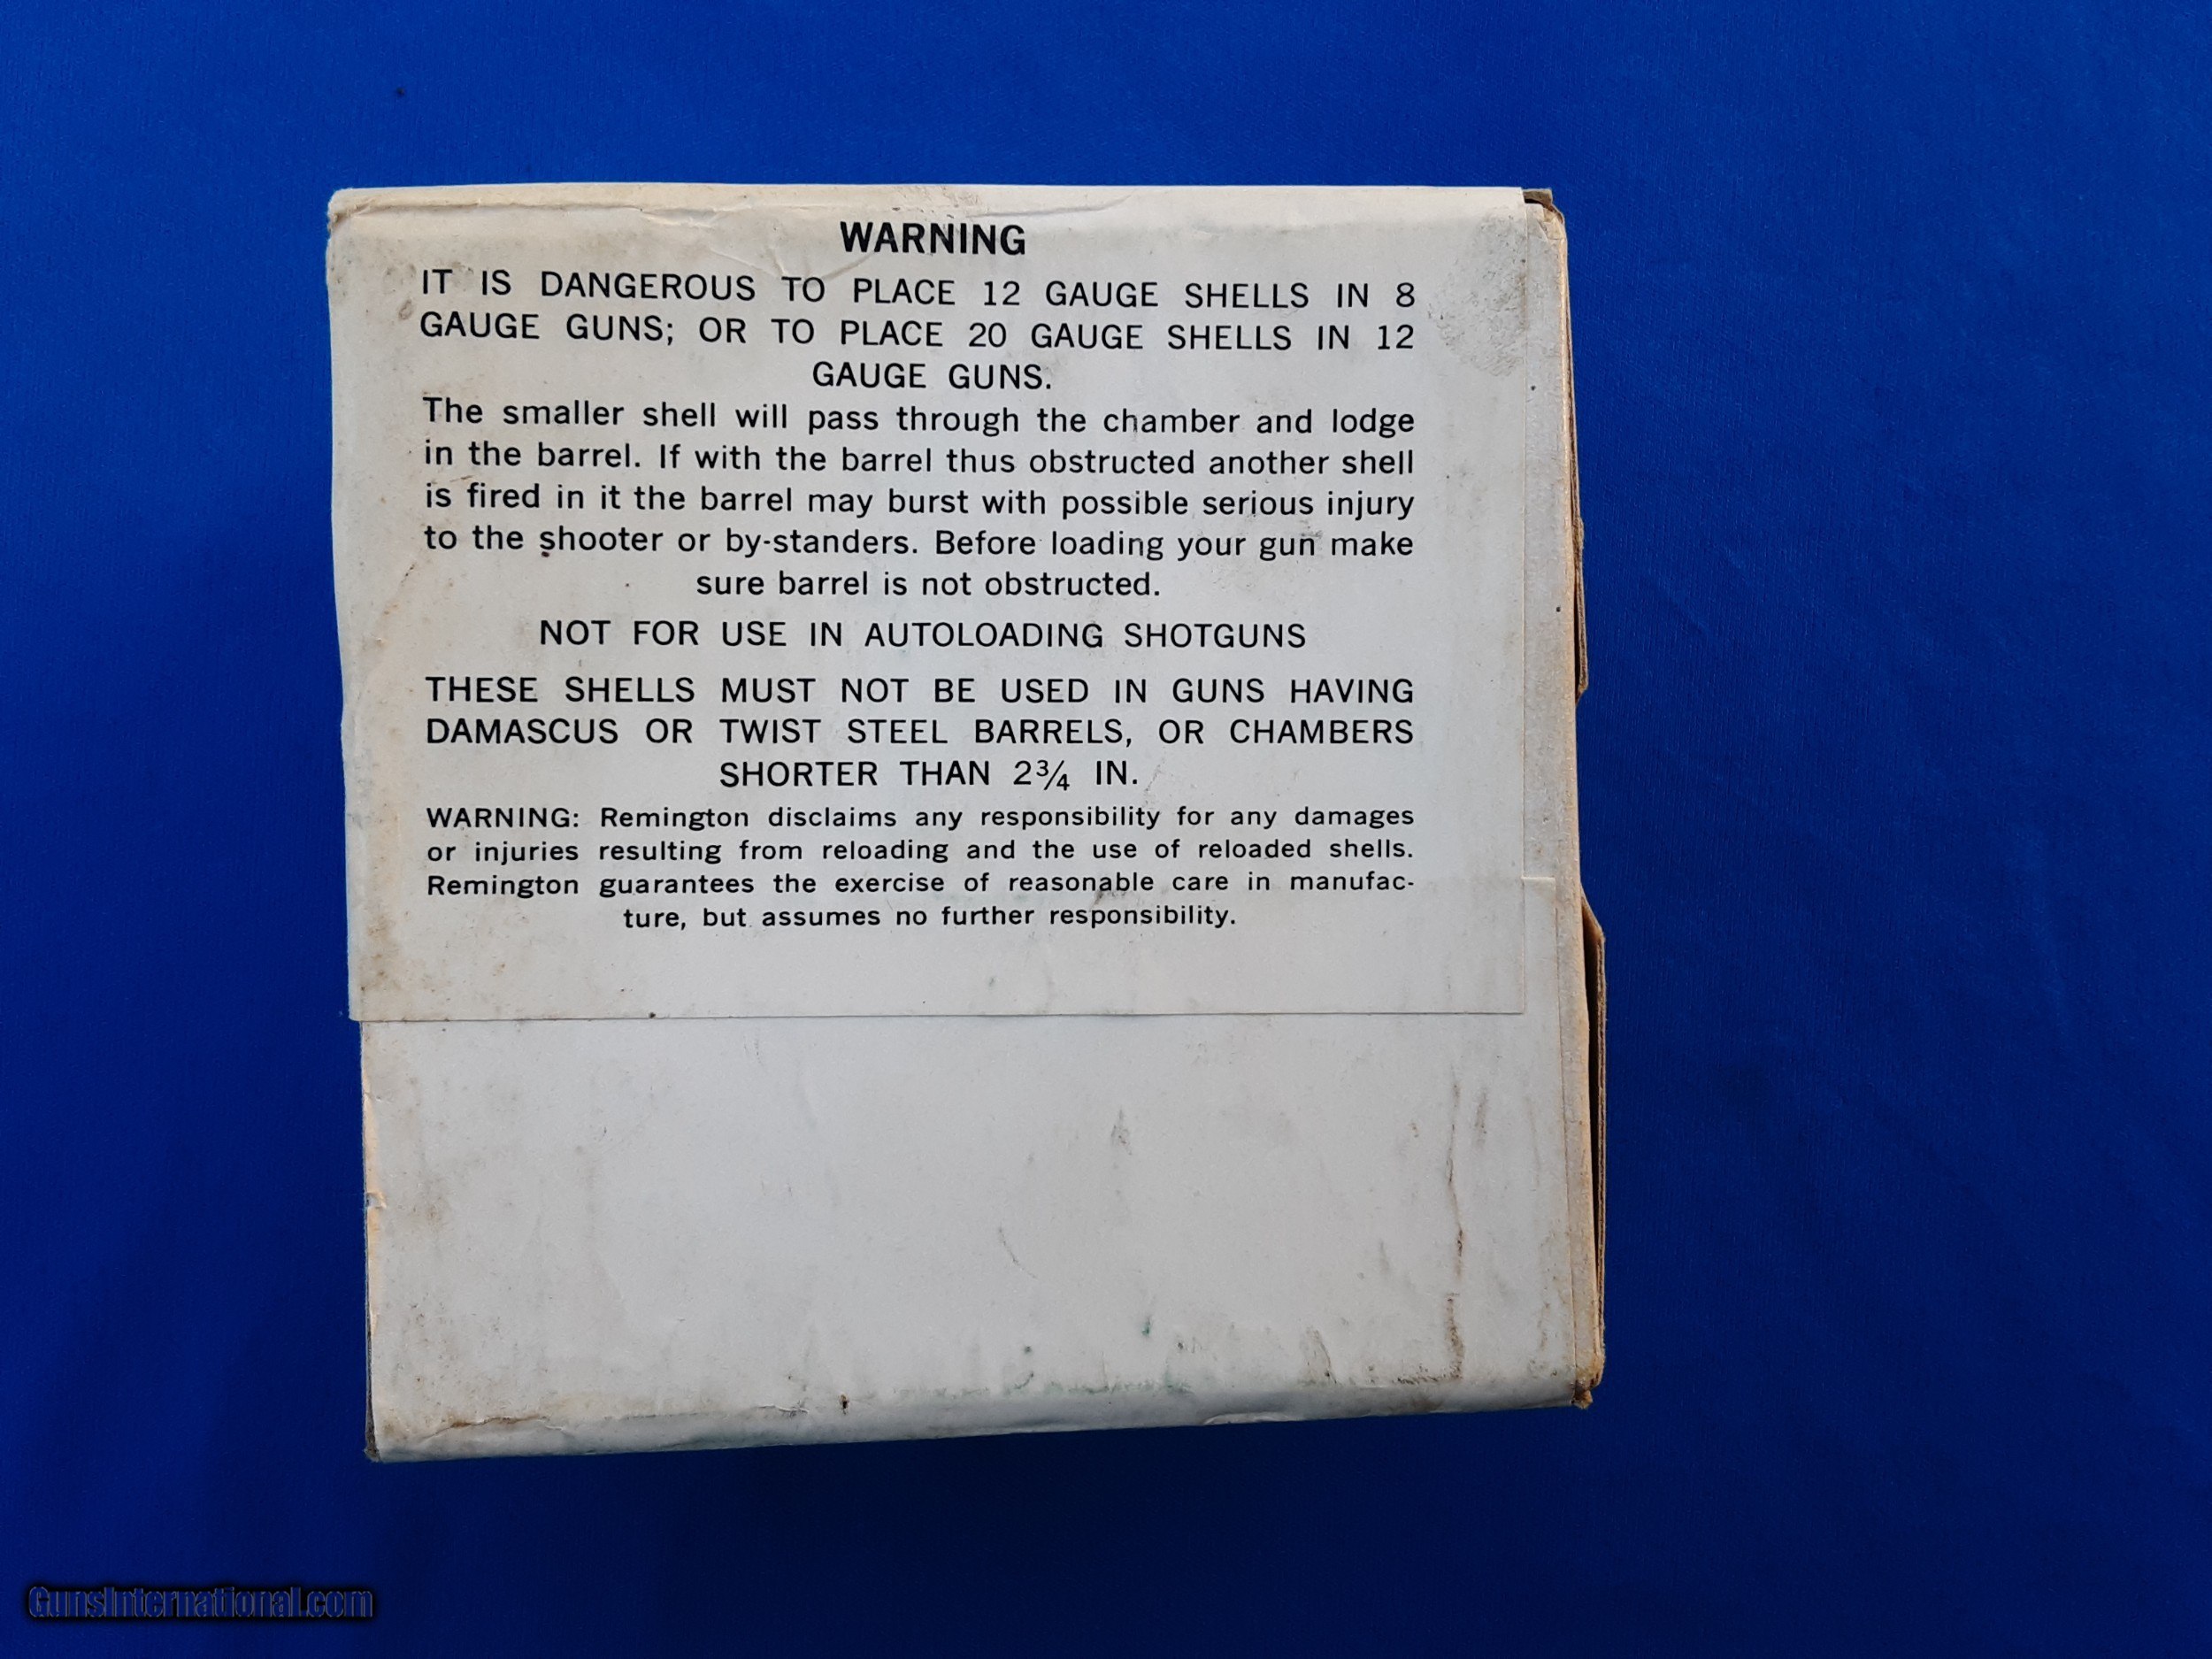 WARNING
IT IS DANGEROUS TO PLACE 12 GAUGE SHELLS IN 8
GAUGE GUNS; OR TO PLACE 20 GAUGE SHELLS IN 12
GAUGE GUNS.
The smaller shell will pass through the chamber and lodge
in the barrel. If with the barrel thus obstructed another shell
is fired in it the barrel may burst with possible serious injury
to the shooter or by-standers. Before loading your gun make
sure barrel is not obstructed.
NOT FOR USE IN AUTOLOADING SHOTGUNS
THESE SHELLS MUST NOT BE USED IN GUNS HAVING
DAMASCUS OR TWIST STEEL BARRELS, OR CHAMBERS
SHORTER THAN 2¾ IN.
WARNING: Remington disclaims any responsibility for any damages
or injuries resulting from reloading and the use of reloaded shells.
Remington guarantees the exercise of reasonable care in manufac-
ture, but assumes no further responsibility.
GunsInternational.com